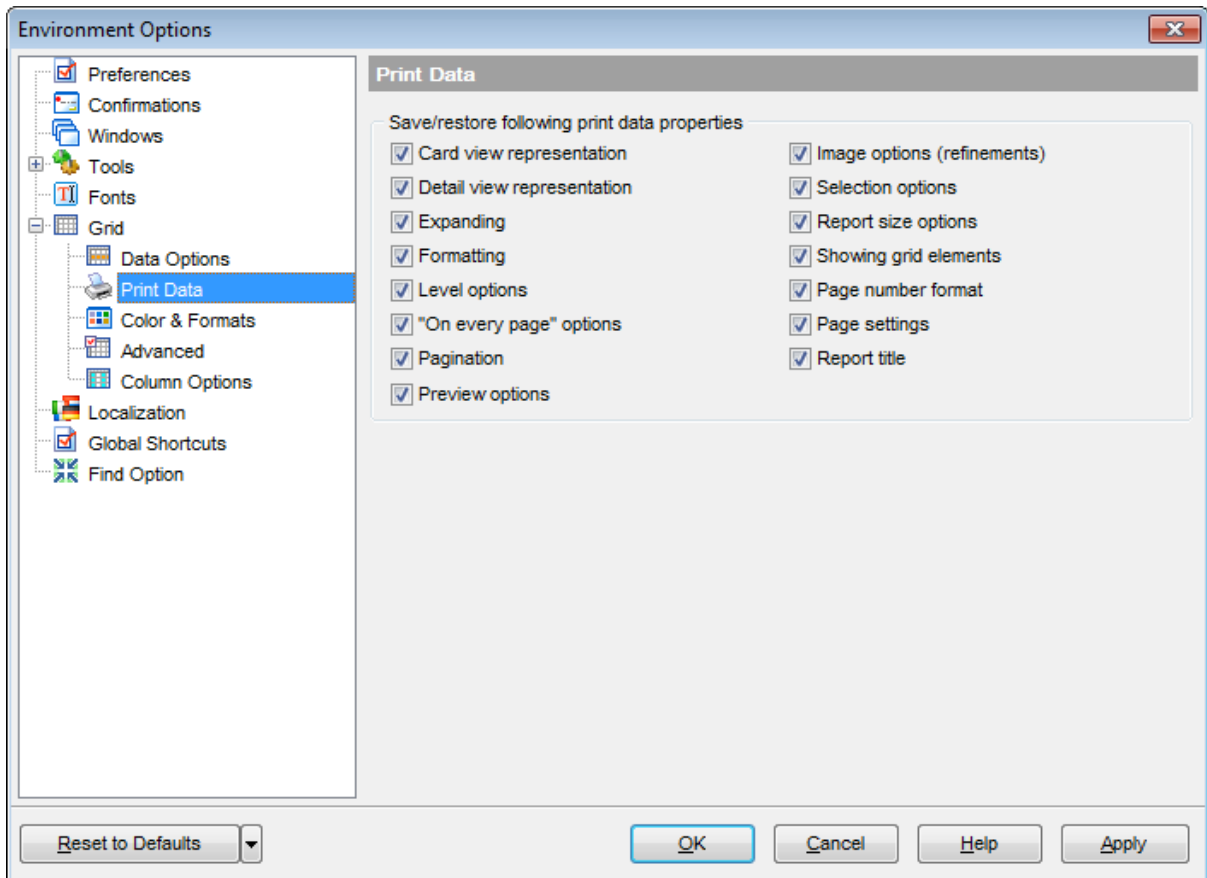 Environment Options
Preferences
Confirmations
Windows
Tools
Fonts
Grid
Data Options
Print Data
Color & Formats
Advanced
Column Options
Localization
Global Shortcuts
Find Option
Print Data
Save/restore following print data properties
Card view representation
Detail view representation
Expanding
Formatting
Level options
"On every page" options
Pagination
Preview options
Image options (refinements)
Selection options
Report size options
Showing grid elements
Page number format
Page settings
Report title
Reset to Defaults
OK
Cancel
Help
Apply